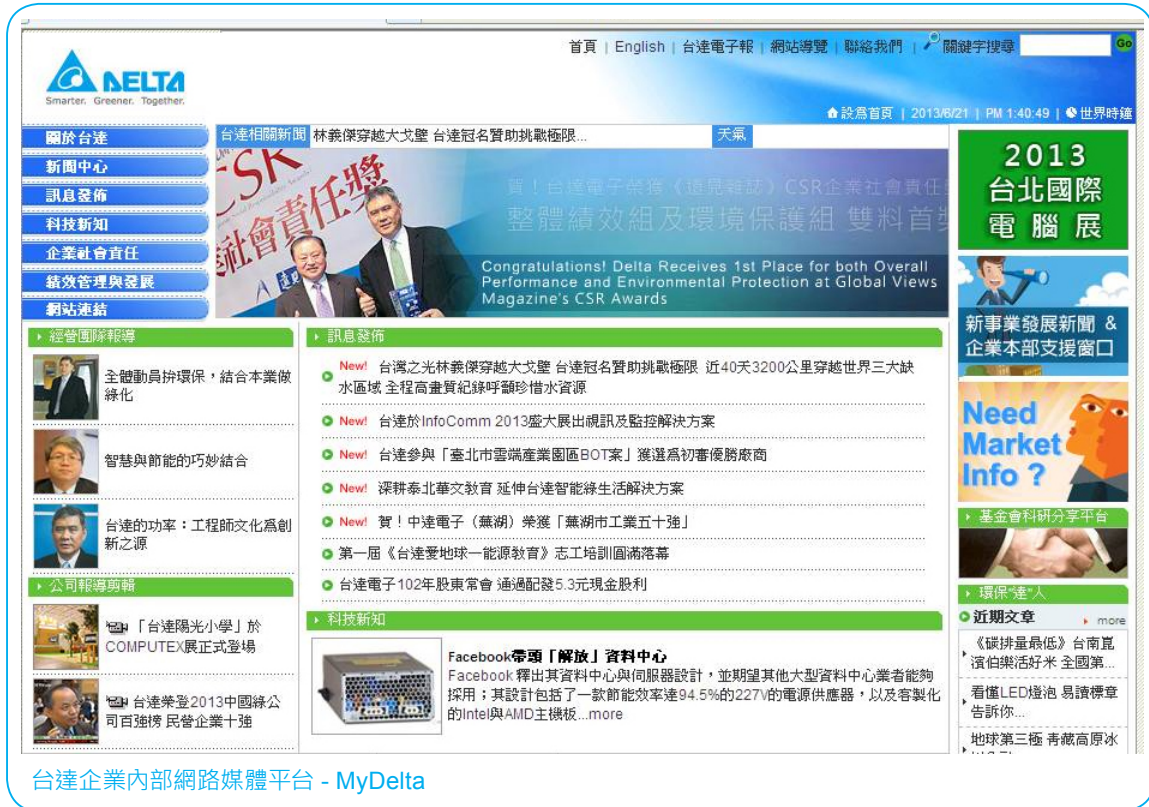 首頁 | English | 台達電子報 | 網站導覽 | 聯絡我們 | 關鍵字搜尋 Go
DELTA
Smarter. Greener. Together.
設為首頁 | 2013/6/21 | PM 1:40:49 | 世界時鐘
關於台達
新聞中心
訊息發佈
科技新知
企業社會責任
績效管理與發展
網站連結
台達相關新聞 林義傑穿越大戈壁 台達冠名贊助挑戰極限... 天氣
CSR
社會責任獎
賀!台達電子榮獲《遠見雜誌》CSR企業社會責任
整體績效組及環境保護組 雙料首獎
Congratulations! Delta Receives 1st Place for both Overall
Performance and Environmental Protection at Global Views
Magazine's CSR Awards
2013
台北國際
電腦展
新事業發展新聞 &
企業本部支援窗口
Need
Market
Info ?
經營團隊報導
全體動員拚環保,結合本業做
綠化
智慧與節能的巧妙結合
台達的功率:工程師文化為創
新之源
公司報導剪輯
「台達陽光小學」於
COMPUTEX展正式登場
台達榮登2013中國綠公
司百強榜 民營企業十強
訊息發佈
New! 台灣之光林義傑穿越大戈壁 台達冠名贊助挑戰極限 近40天3200公里穿越世界三大缺
水區域 全程高畫質紀錄呼籲珍惜水資源
New! 台達於InfoComm 2013盛大展出視訊及監控解決方案
New! 台達參與「臺北市雲端產業園區BOT案」獲選為初審優勝廠商
New! 深耕泰北華文教育 延伸台達智能綠生活解決方案
New! 賀!中達電子(蕪湖)榮獲「蕪湖市工業五十強」
第一屆《台達愛地球—能源教育》志工培訓圓滿落幕
台達電子102年股東常會 通過配發5.3元現金股利
科技新知
Facebook帶頭「解放」資料中心
Facebook 釋出其資料中心與伺服器設計,並期望其他大型資料中心業者能夠
採用;其設計包括了一款節能效率達94.5%的227V的電源供應器,以及客製化
的Intel與AMD主機板...more
基金會科研分享平台
環保"達"人
近期文章 more
《碳排量最低》台南崑
濱伯樂活好米 全國第...
看懂LED燈泡 易讀標章
告訴你...
地球第三極 青藏高原冰
台達企業內部網路媒體平台 - MyDelta